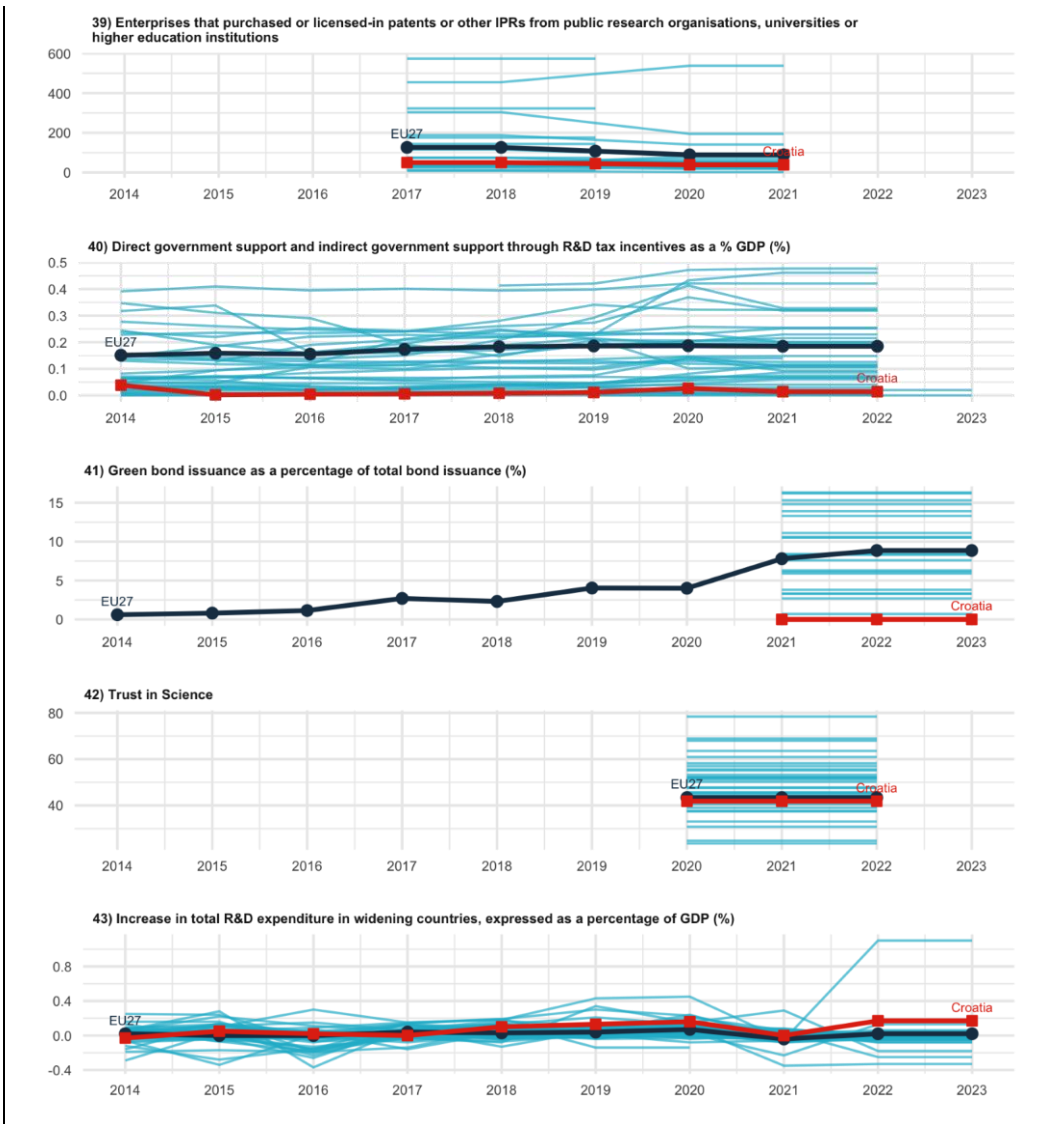 39) Enterprises that purchased or licensed-in patents or other IPRs from public research organisations, universities or
higher education institutions
600
400
200
0
EU27
Croatia
2014 2015 2016 2017 2018 2019 2020 2021 2022 2023
40) Direct government support and indirect government support through R&D tax incentives as a % GDP (%)
0.5
0.4
0.3
0.2
0.1
0.0
EU27
Croatia
2014 2015 2016 2017 2018 2019 2020 2021 2022 2023
41) Green bond issuance as a percentage of total bond issuance (%)
15
10
5
0
EU27
Croatia
2014 2015 2016 2017 2018 2019 2020 2021 2022 2023
42) Trust in Science
80
60
40
EU27
Croatia
2014 2015 2016 2017 2018 2019 2020 2021 2022 2023
43) Increase in total R&D expenditure in widening countries, expressed as a percentage of GDP (%)
0.8
0.4
0.0
-0.4
EU27
Croatia
2014 2015 2016 2017 2018 2019 2020 2021 2022 2023